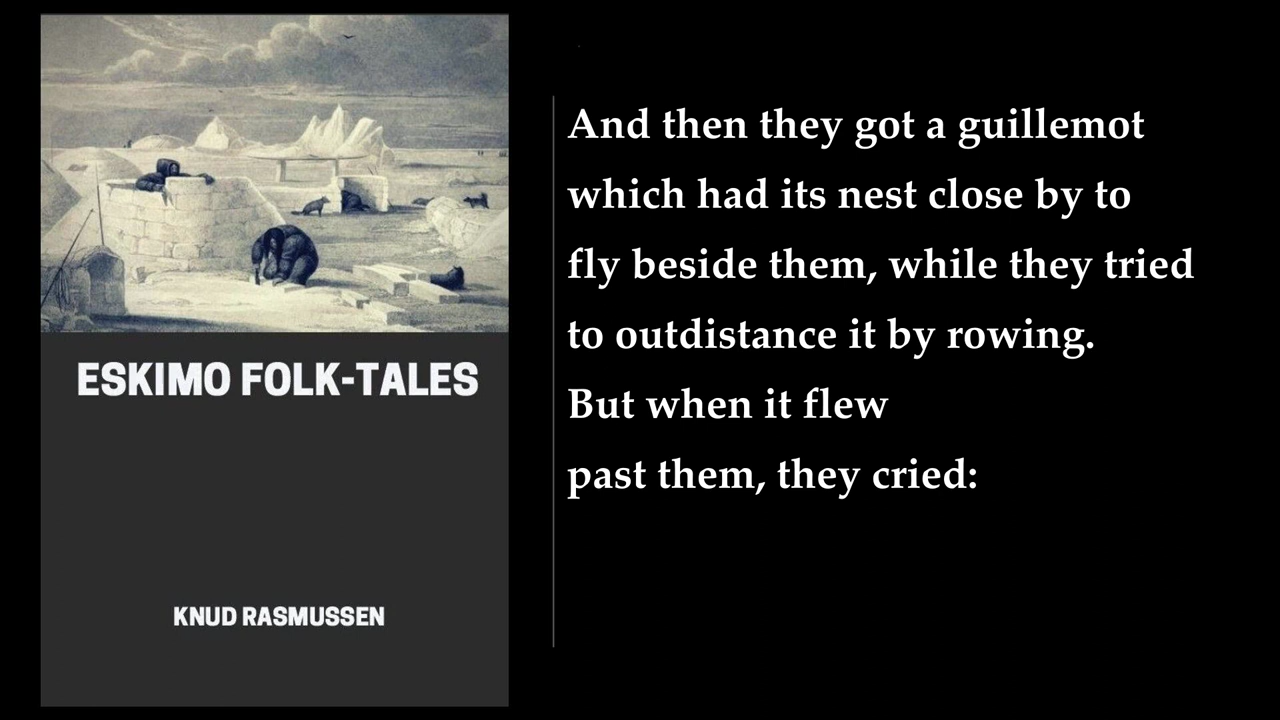 ESKIMO FOLK-TALES
KNUD RASMUSSEN
And then they got a guillemot
which had its nest close by to
fly beside them, while they tried
to outdistance it by rowing.
But when it flew
past them, they cried: